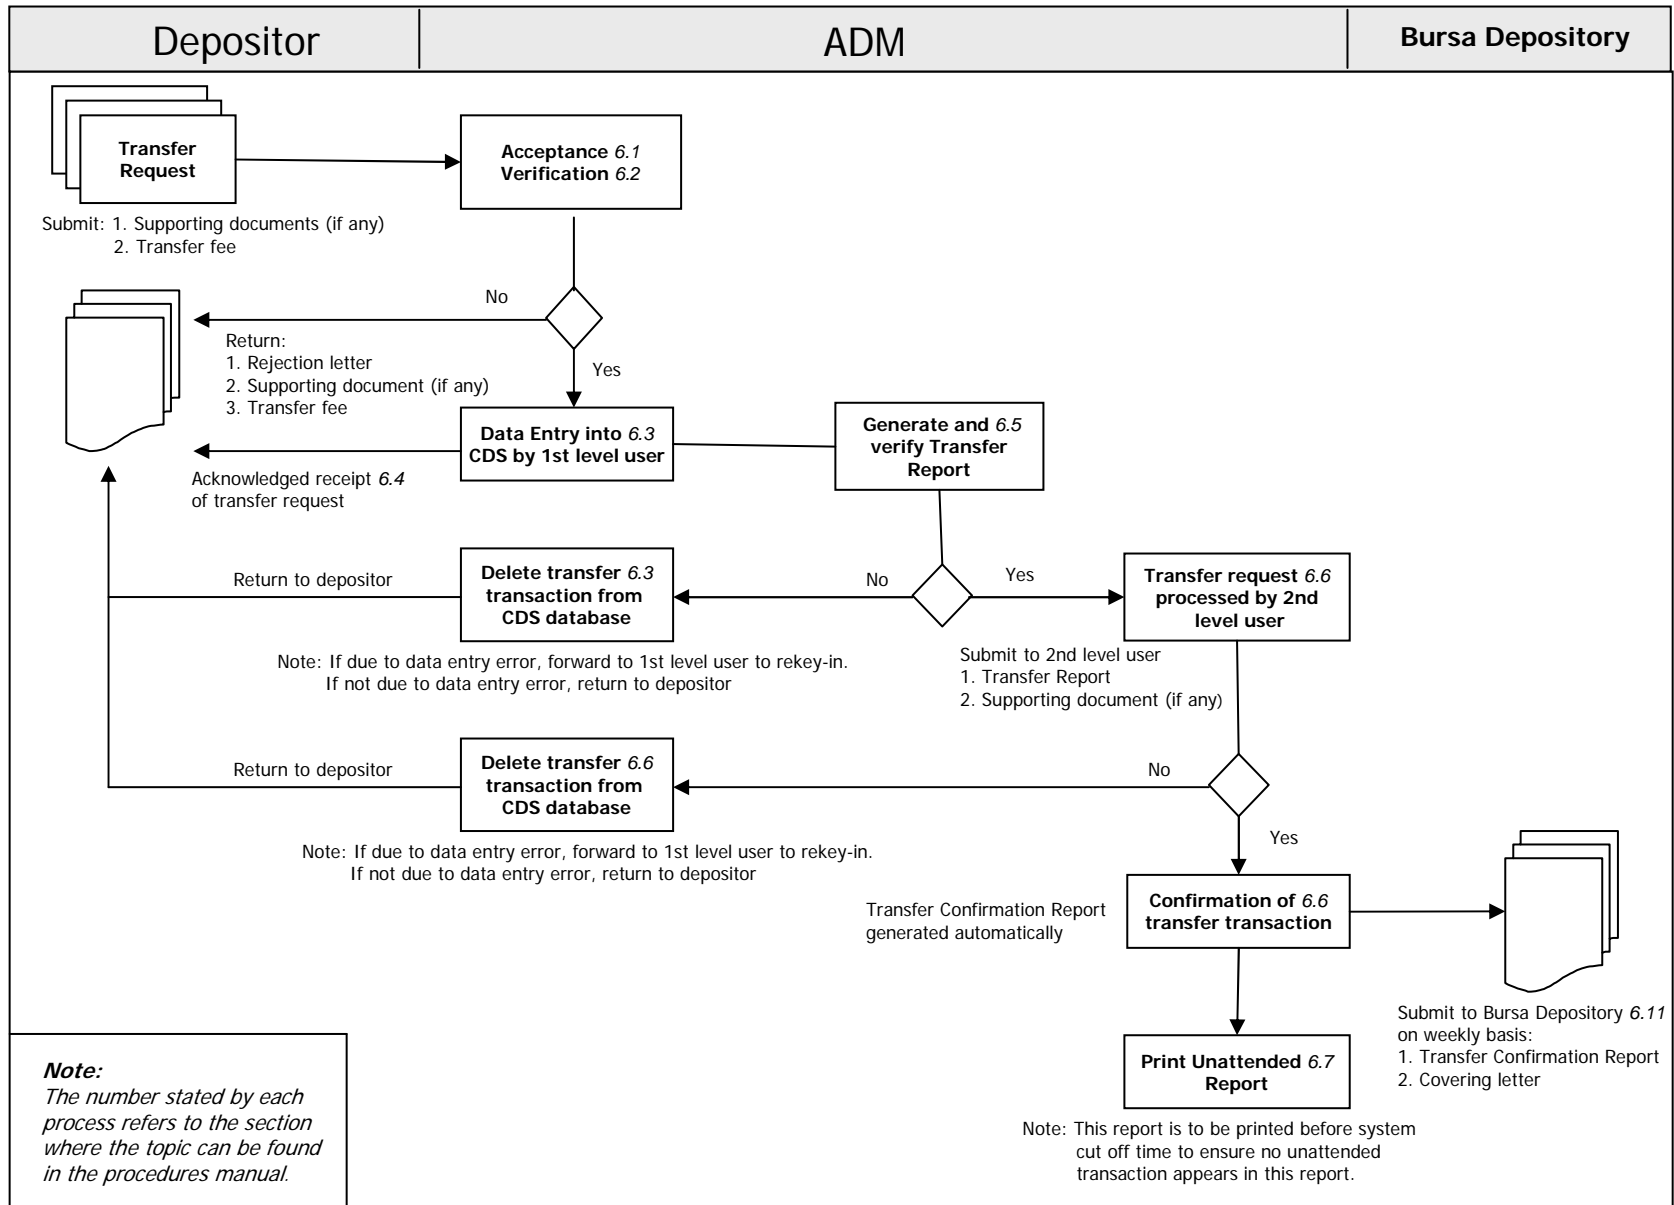 Depositor
ADM
Bursa Depository
Transfer
Request
Acceptance 6.1
Verification 6.2
Submit: 1. Supporting documents (if any)
2. Transfer fee
No
Return:
1. Rejection letter
2. Supporting document (if any)
3. Transfer fee
Yes
Data Entry into 6.3
CDS by 1st level user
Generate and 6.5
verify Transfer
Report
Acknowledged receipt 6.4
of transfer request
Return to depositor
Delete transfer 6.3
transaction from
CDS database
No
Yes
Transfer request 6.6
processed by 2nd
level user
Note: If due to data entry error, forward to 1st level user to rekey-in.
If not due to data entry error, return to depositor
Submit to 2nd level user
1. Transfer Report
2. Supporting document (if any)
Return to depositor
Delete transfer 6.6
transaction from
CDS database
No
Yes
Note: If due to data entry error, forward to 1st level user to rekey-in.
If not due to data entry error, return to depositor
Transfer Confirmation Report
generated automatically
Confirmation of 6.6
transfer transaction
Submit to Bursa Depository 6.11
on weekly basis:
1. Transfer Confirmation Report
2. Covering letter
Print Unattended 6.7
Report
Note: This report is to be printed before system
cut off time to ensure no unattended
transaction appears in this report.
Note:
The number stated by each
process refers to the section
where the topic can be found
in the procedures manual.